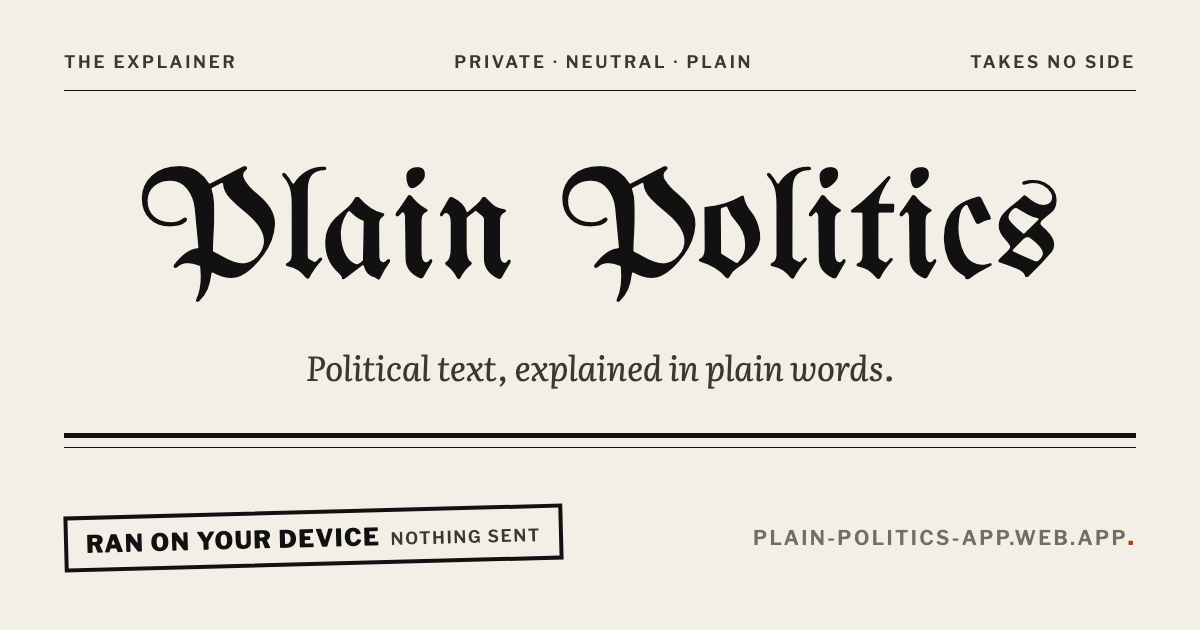 THE EXPLAINER
PRIVATE · NEUTRAL · PLAIN
TAKES NO SIDE
Plain Politics
Political text, explained in plain words.
RAN ON YOUR DEVICE NOTHING SENT
PLAIN-POLITICS-APP.WEB.APP.